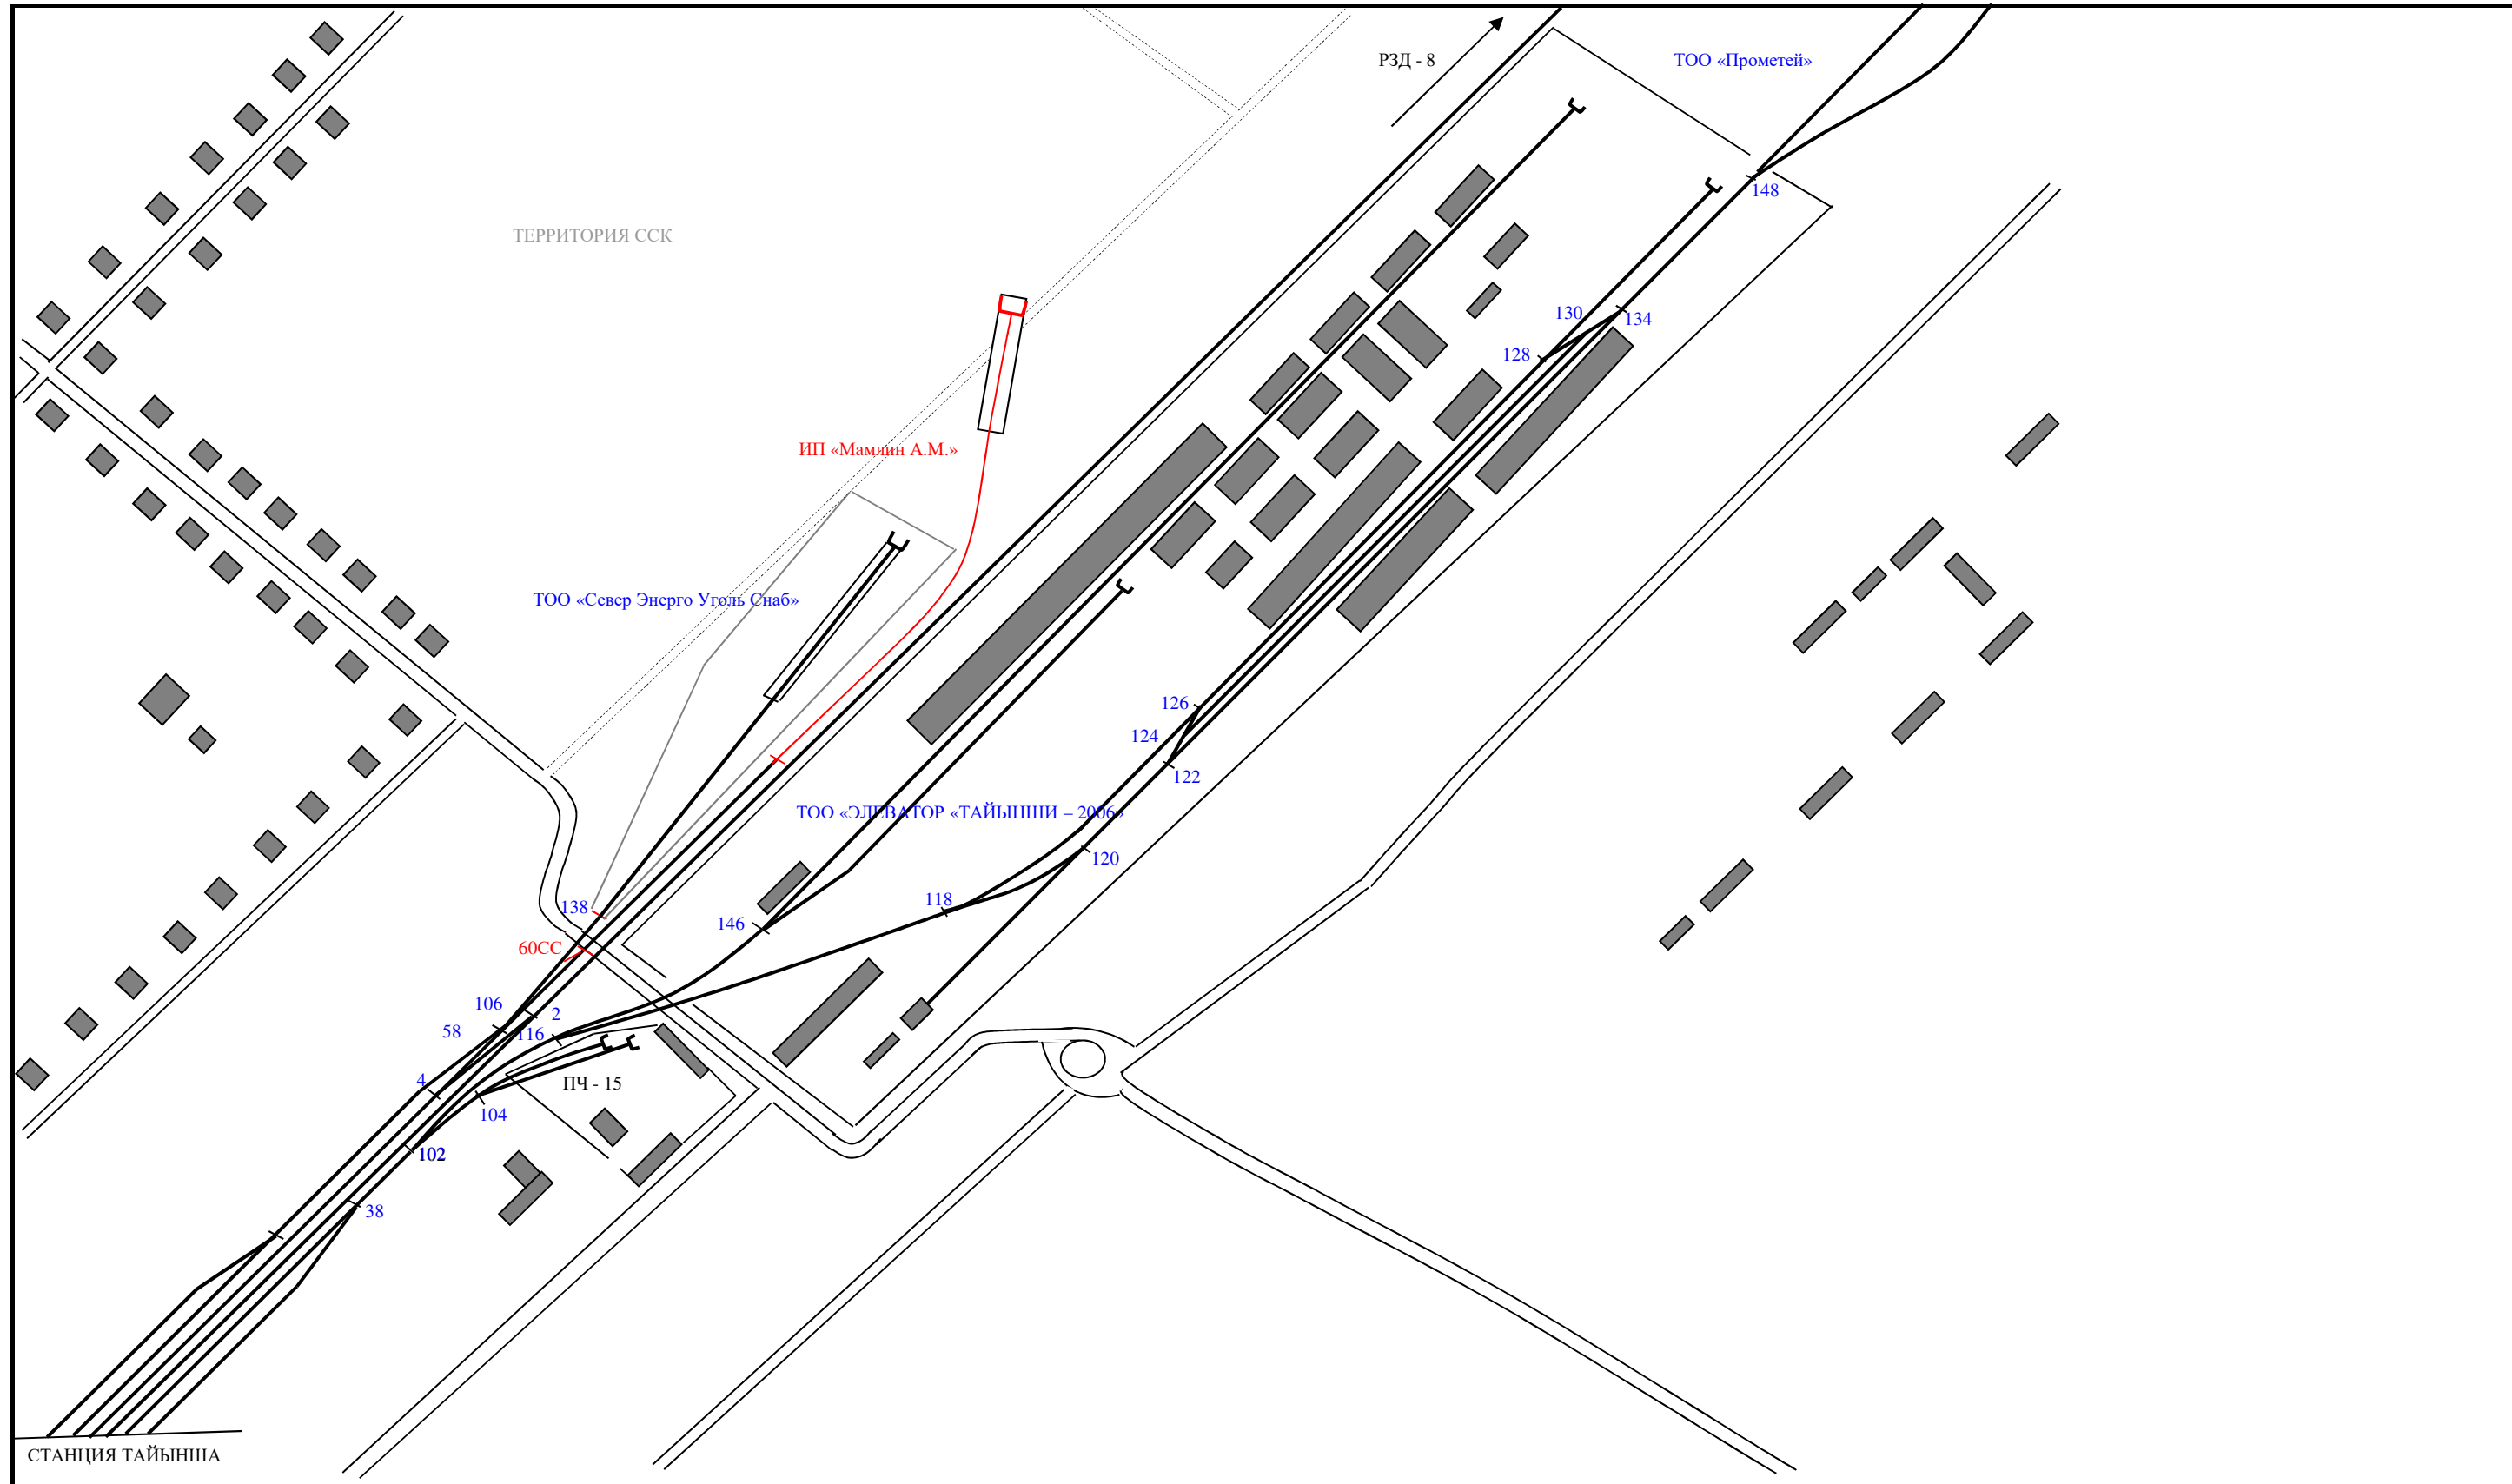 РЗД - 8
ТОО «Прометей»
148
ТЕРРИТОРИЯ ССК
130
134
128
ИП «Мамлин А.М.»
ТОО «Север Энерго Уголь Снаб»
126
124
122
ТОО «ЭЛЕВАТОР «ТАЙЫНШИ – 2006»
120
118
138
146
60СС
106
2
58
116
4
ПЧ - 15
104
102
38
СТАНЦИЯ ТАЙЫНША